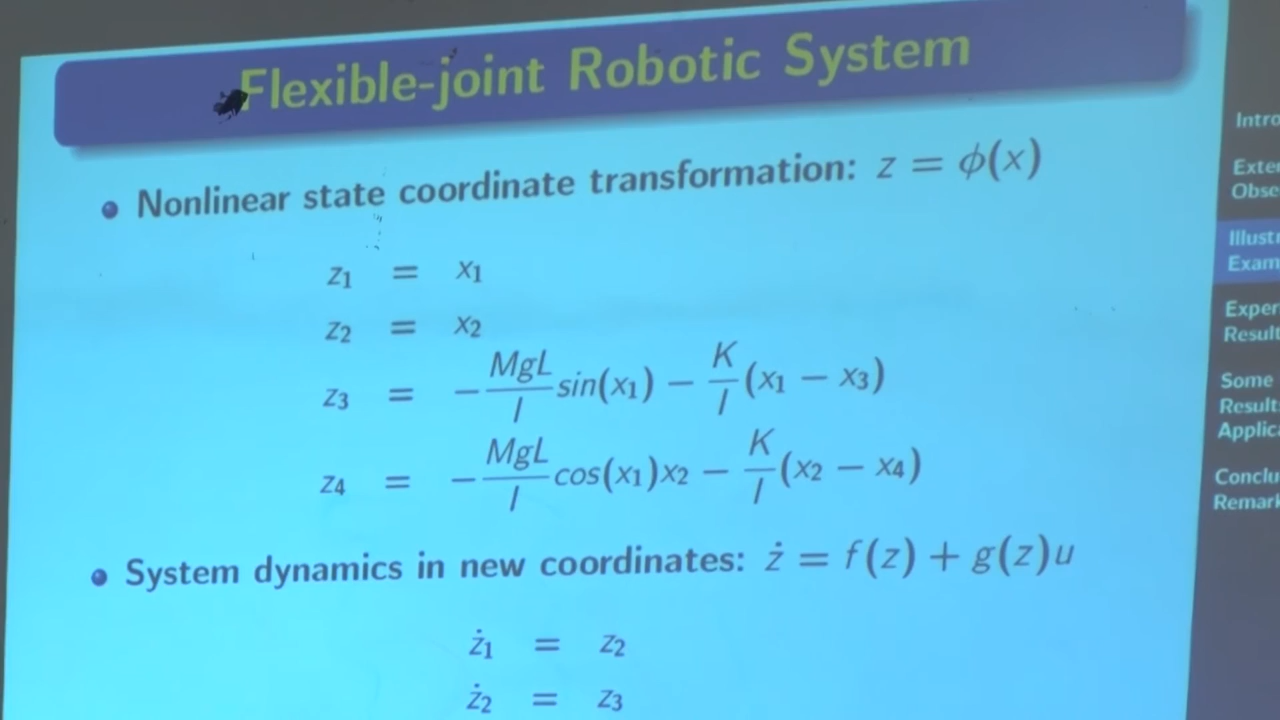 Flexible-joint Robotic System
Nonlinear state coordinate transformation: z = ϕ(x)
z₁ = x₁
z₂ = x₂
z₃ = −MgL/I sin(x₁) − K/I (x₁ − x₃)
z₄ = −MgL/I cos(x₁)x₂ − K/I (x₂ − x₄)
System dynamics in new coordinates: ż = f(z) + g(z)u
ż₁ = z₂
ż₂ = z₃
Intro
Exte
Obse
Illust
Exam
Exper
Result
Some
Result
Applic
Conclu
Remark